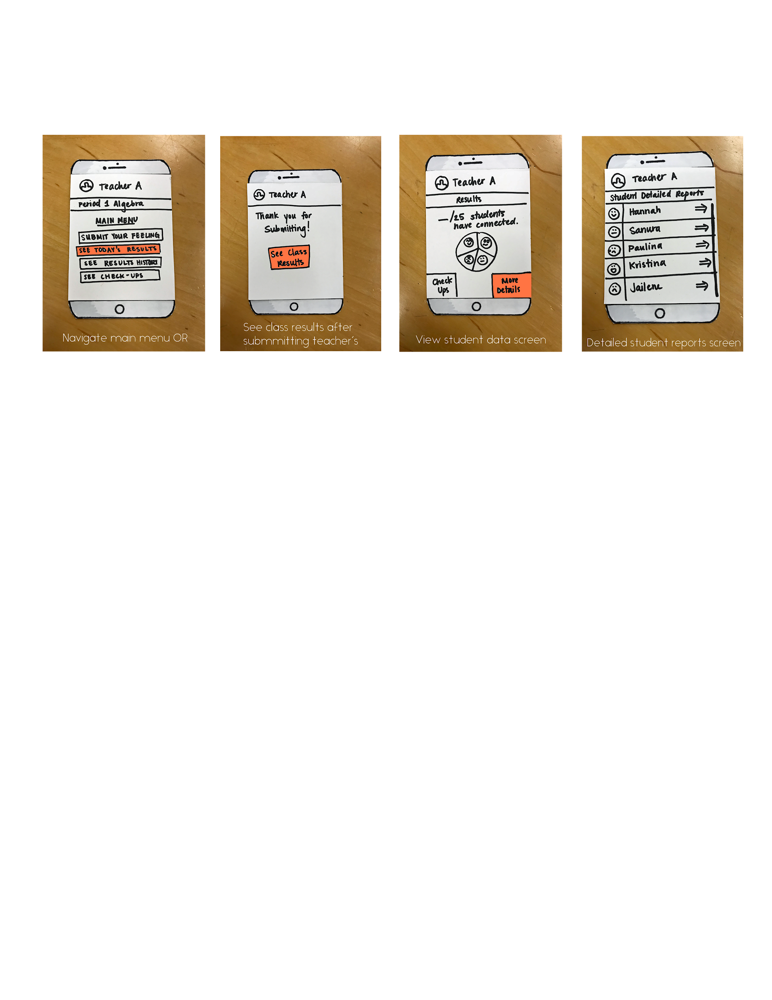 Teacher A
Period 1 Algebra
MAIN MENU
SUBMIT YOUR FEELING
SEE TODAY'S RESULTS
SEE RESULTS HISTORY
SEE CHECK-UPS
Navigate main menu OR
Teacher A
Thank you for
Submitting!
See Class
Results
See class results after
submmitting teacher's
Teacher A
Results
—/25 students
have connected.
Check
Ups
More
Details
View student data screen
Teacher A
Student Detailed Reports
Hannah
Sanura
Paulina
Kristina
Jailene
Detailed student reports screen